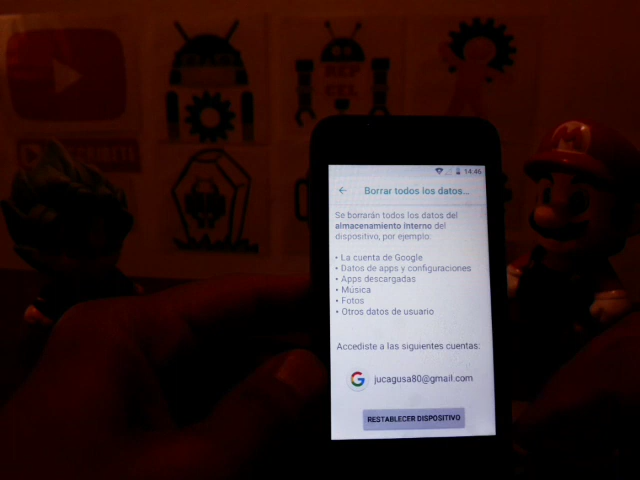 REP
CEL
M
14:46
Borrar todos los datos...
Se borrarán todos los datos del
almacenamiento interno del
dispositivo, por ejemplo:
• La cuenta de Google
• Datos de apps y configuraciones
• Apps descargadas
• Música
• Fotos
• Otros datos de usuario
Accediste a las siguientes cuentas:
G jucagusa80@gmail.com
RESTABLECER DISPOSITIVO